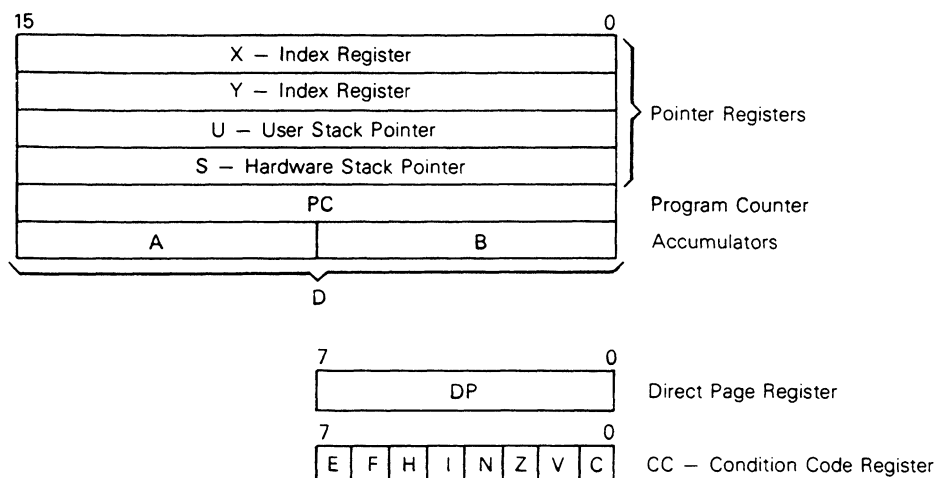 15 0
X — Index Register
Y — Index Register
U — User Stack Pointer
S — Hardware Stack Pointer
Pointer Registers
PC Program Counter
A B Accumulators
D
7 0
DP Direct Page Register
7 0
E F H I N Z V C CC — Condition Code Register